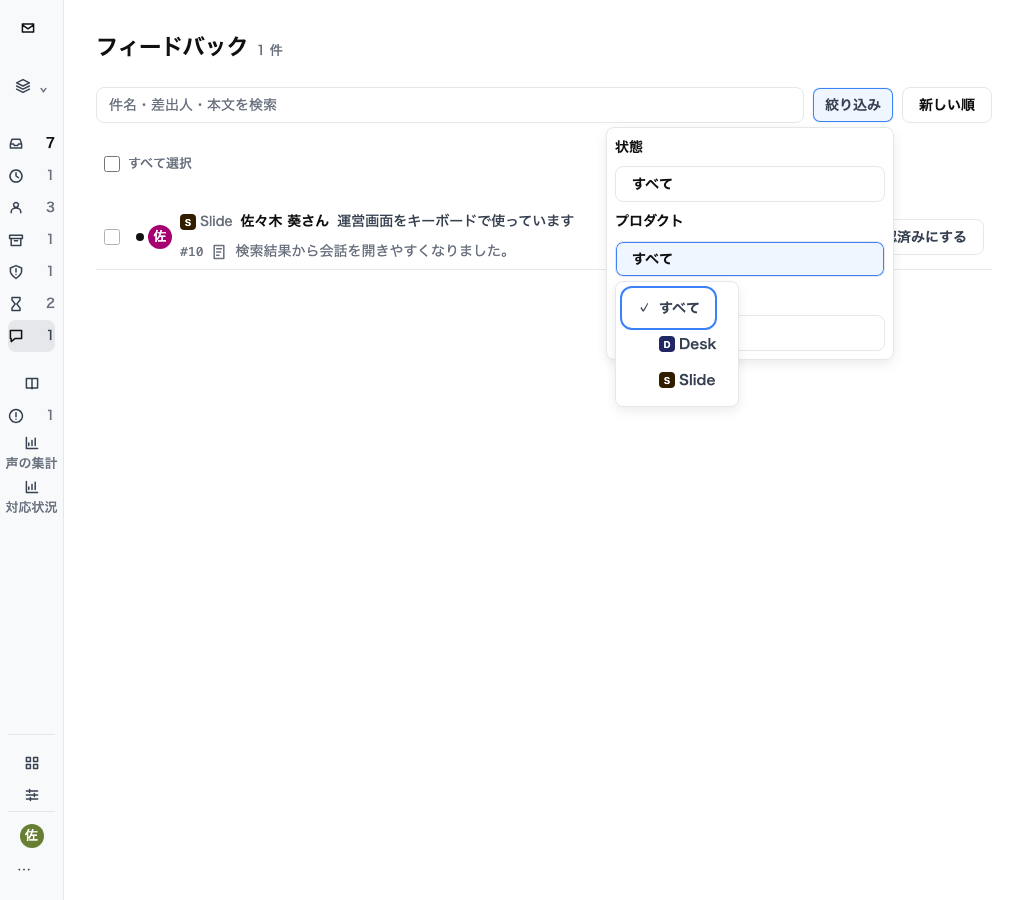 フィードバック 1 件
件名・差出人・本文を検索
絞り込み
新しい順
すべて選択
状態
すべて
プロダクト
すべて
✓ すべて
D Desk
S Slide
S Slide 佐々木 葵さん 運営画面をキーボードで使っています
佐
#10 検索結果から会話を開きやすくなりました。
済みにする
7
1
3
1
1
2
1
1
声の集計
対応状況
佐
…